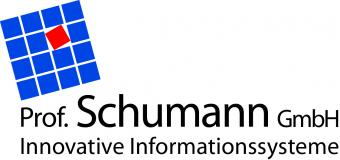 Prof. Schumann GmbH
Innovative Informationssysteme